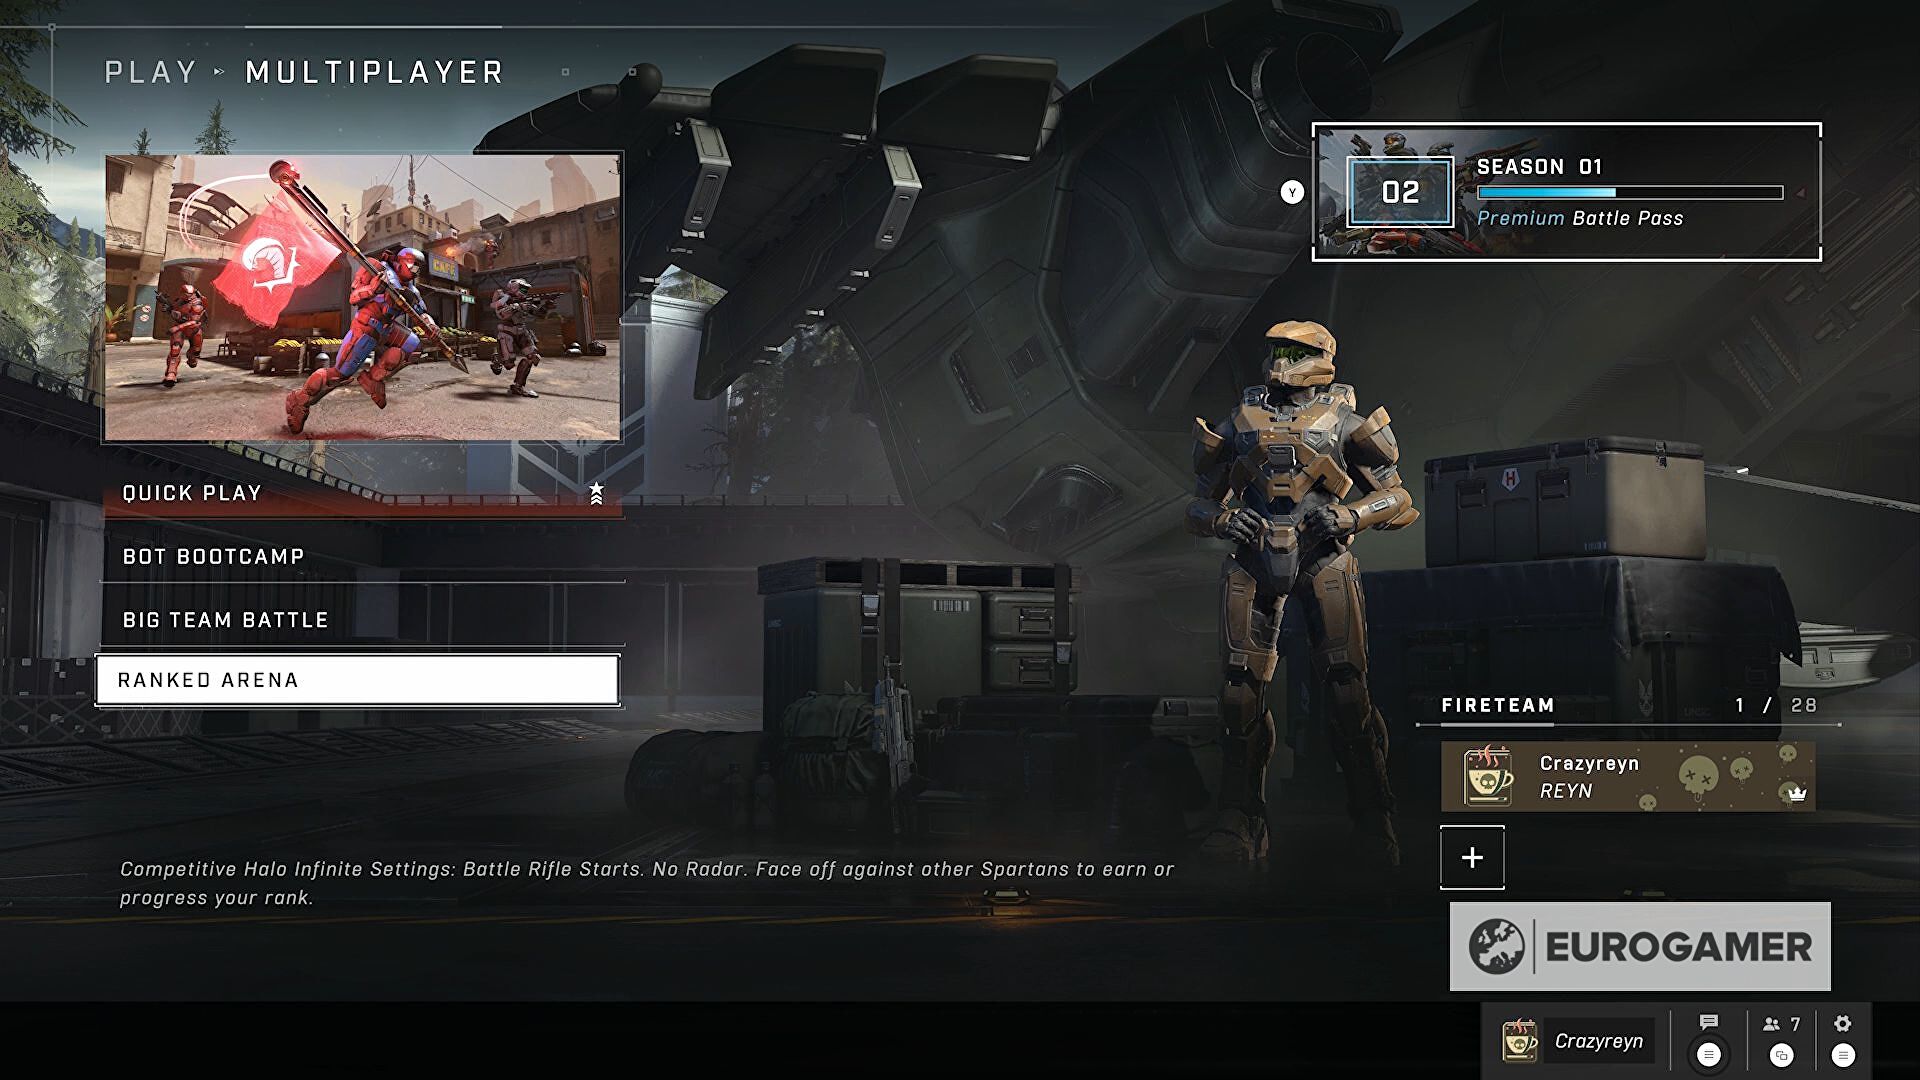 PLAY MULTIPLAYER
Y
02
SEASON 01
Premium Battle Pass
CAFE
QUICK PLAY
BOT BOOTCAMP
BIG TEAM BATTLE
RANKED ARENA
H
UNSC
FIRETEAM 1 / 28
Crazyreyn
REYN
+
Competitive Halo Infinite Settings: Battle Rifle Starts. No Radar. Face off against other Spartans to earn or
progress your rank.
EUROGAMER
Crazyreyn
7